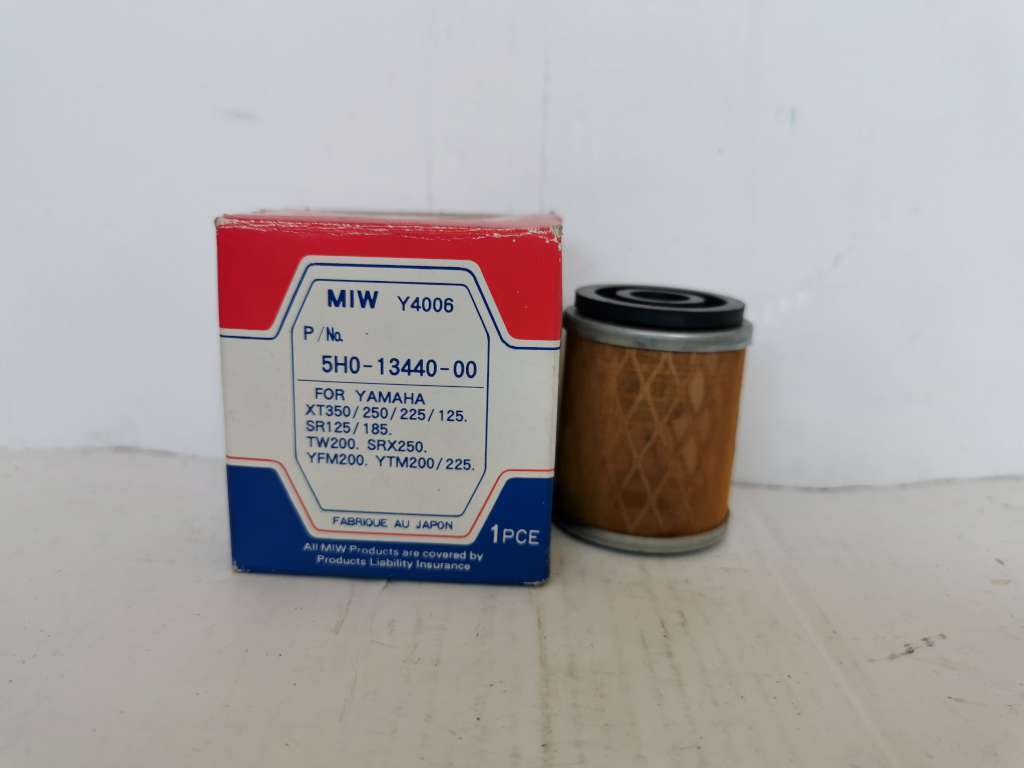 MIW Y4006
P/No.
5H0-13440-00
FOR YAMAHA
XT350/250/225/125.
SR125/185.
TW200. SRX250.
YFM200. YTM200/225.
FABRIQUE AU JAPON
1PCE
All MIW Products are covered by
Products Liability Insurance